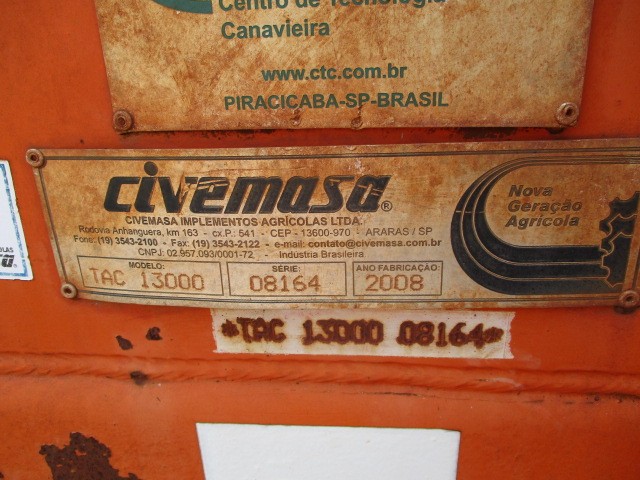 Centro de Tecnologia
Canavieira
www.ctc.com.br
PIRACICABA-SP-BRASIL
CIVEMASA®
CIVEMASA IMPLEMENTOS AGRÍCOLAS LTDA.
Rodovia Anhanguera, km 163 - cx.P.: 541 - CEP - 13600-970 - ARARAS / SP
Fone: (19) 3543-2100 - Fax: (19) 3543-2122 - e-mail: contato@civemasa.com.br
CNPJ: 02.957.093/0001-72 - Indústria Brasileira
Nova
Geração
Agrícola
MODELO: SÉRIE: ANO FABRICAÇÃO:
TAC 13000 08164 2008
*TAC 13000 08164*